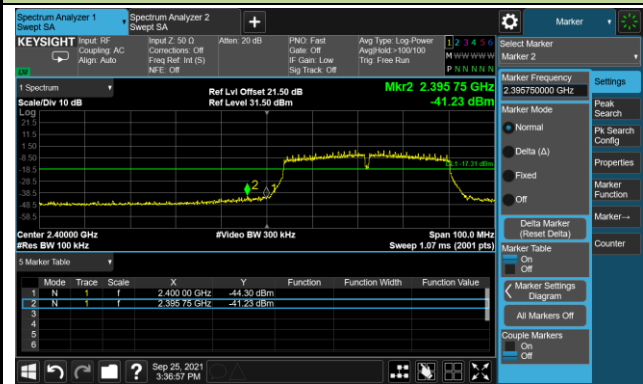 Spectrum Analyzer 1
Swept SA
Spectrum Analyzer 2
Swept SA
Marker
KEYSIGHT
Input: RF
Coupling: AC
Align: Auto
Input Z: 50 Ω
Corrections: Off
Freq Ref: Int (S)
NFE: Off
Atten: 20 dB
PNO: Fast
Gate: Off
IF Gain: Low
Sig Track: Off
Avg Type: Log-Power
Avg|Hold:>100/100
Trig: Free Run
1 2 3 4 5 6
M W W W W W
P N N N N N
Select Marker
Marker 2
1 Spectrum
Ref Lvl Offset 21.50 dB
Mkr2 2.395 75 GHz
Scale/Div 10 dB
Ref Level 31.50 dBm
-41.23 dBm
Log
21.5
11.5
1.50
-8.50
-18.5
-28.5
-38.5
-48.5
-58.5
DL1 -17.31 dBm
2
1
Center 2.40000 GHz
#Video BW 300 kHz
Span 100.0 MHz
#Res BW 100 kHz
Sweep 1.07 ms (2001 pts)
5 Marker Table
Mode Trace Scale X Y Function Function Width Function Value
1 N 1 f 2.400 00 GHz -44.30 dBm
2 N 1 f 2.395 75 GHz -41.23 dBm
3
4
5
6
Marker Frequency
2.395750000 GHz
Marker Mode
Normal
Delta (Δ)
Fixed
Off
Delta Marker
(Reset Delta)
Marker Table
On
Off
Marker Settings
Diagram
All Markers Off
Couple Markers
On
Off
Settings
Peak
Search
Pk Search
Config
Properties
Marker
Function
Marker→
Counter
?
Sep 25, 2021
3:36:57 PM